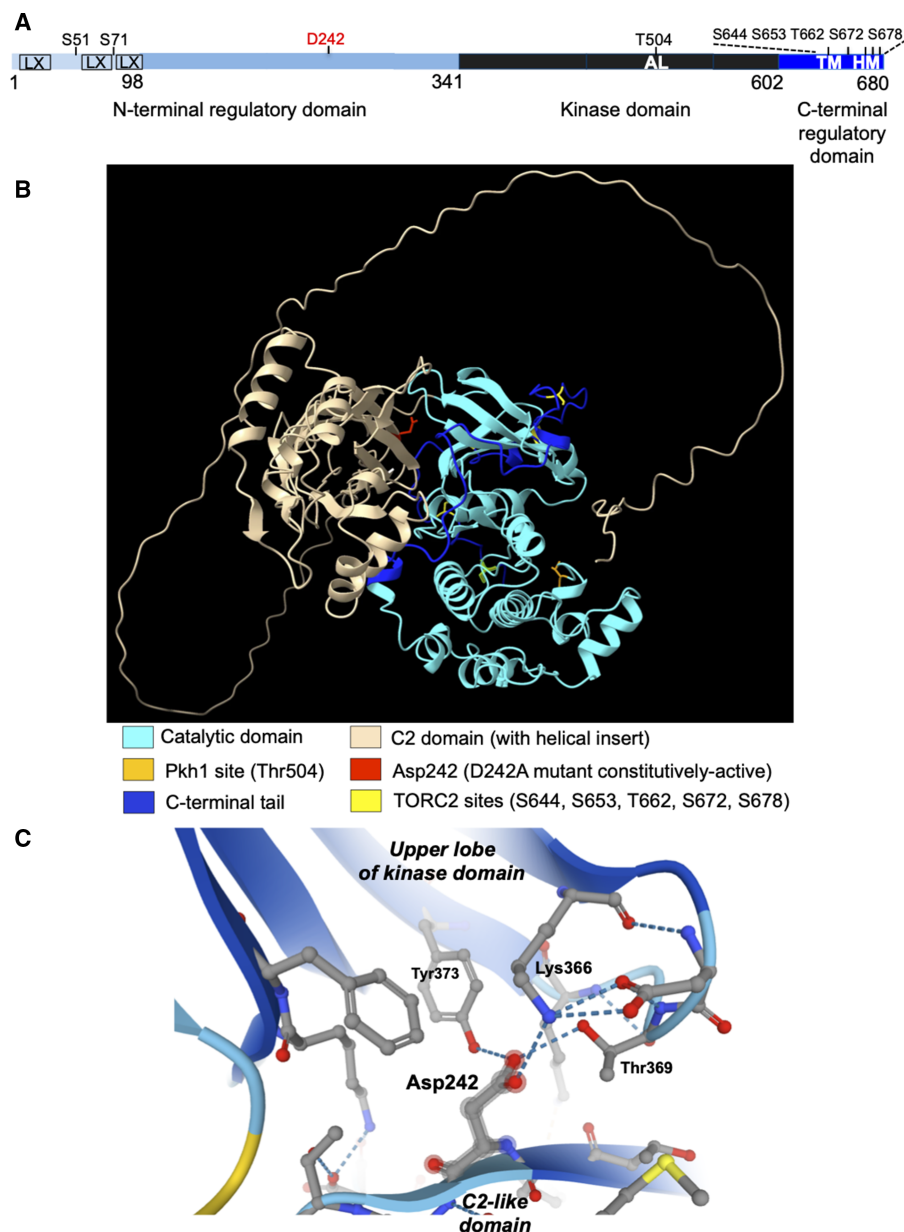 A
S51 S71 D242 T504 S644 S653 T662 S672 S678
LX LX LX AL TM HM
1 98 341 602 680
N-terminal regulatory domain Kinase domain C-terminal
regulatory
domain
B
Catalytic domain C2 domain (with helical insert)
Pkh1 site (Thr504) Asp242 (D242A mutant constitutively-active)
C-terminal tail TORC2 sites (S644, S653, T662, S672, S678)
C
Upper lobe
of kinase domain
Tyr373 Lys366
Thr369
Asp242
C2-like
domain